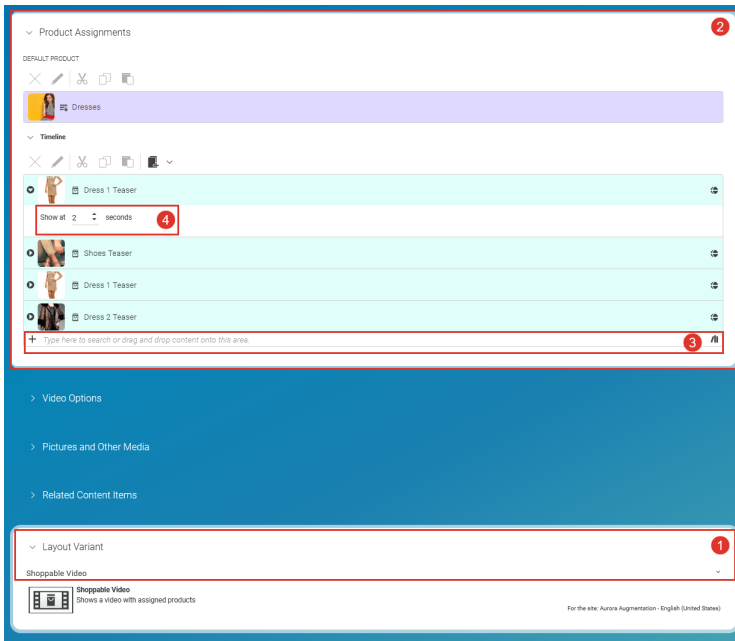 Product Assignments
2
DEFAULT PRODUCT
Dresses
Timeline
Dress 1 Teaser
Show at 2 seconds
4
Shoes Teaser
Dress 1 Teaser
Dress 2 Teaser
Type here to search or drag and drop content onto this area.
3
Video Options
Pictures and Other Media
Related Content Items
Layout Variant
1
Shoppable Video
Shoppable Video
Shows a video with assigned products
For the site: Aurora Augmentation - English (United States)